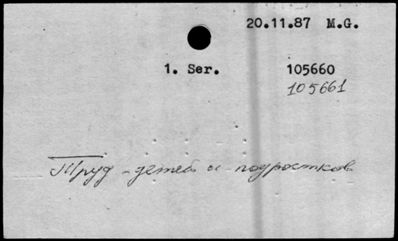 20.11.87 M.G.
1. Ser. 105660
105661
Труд детей и подростков